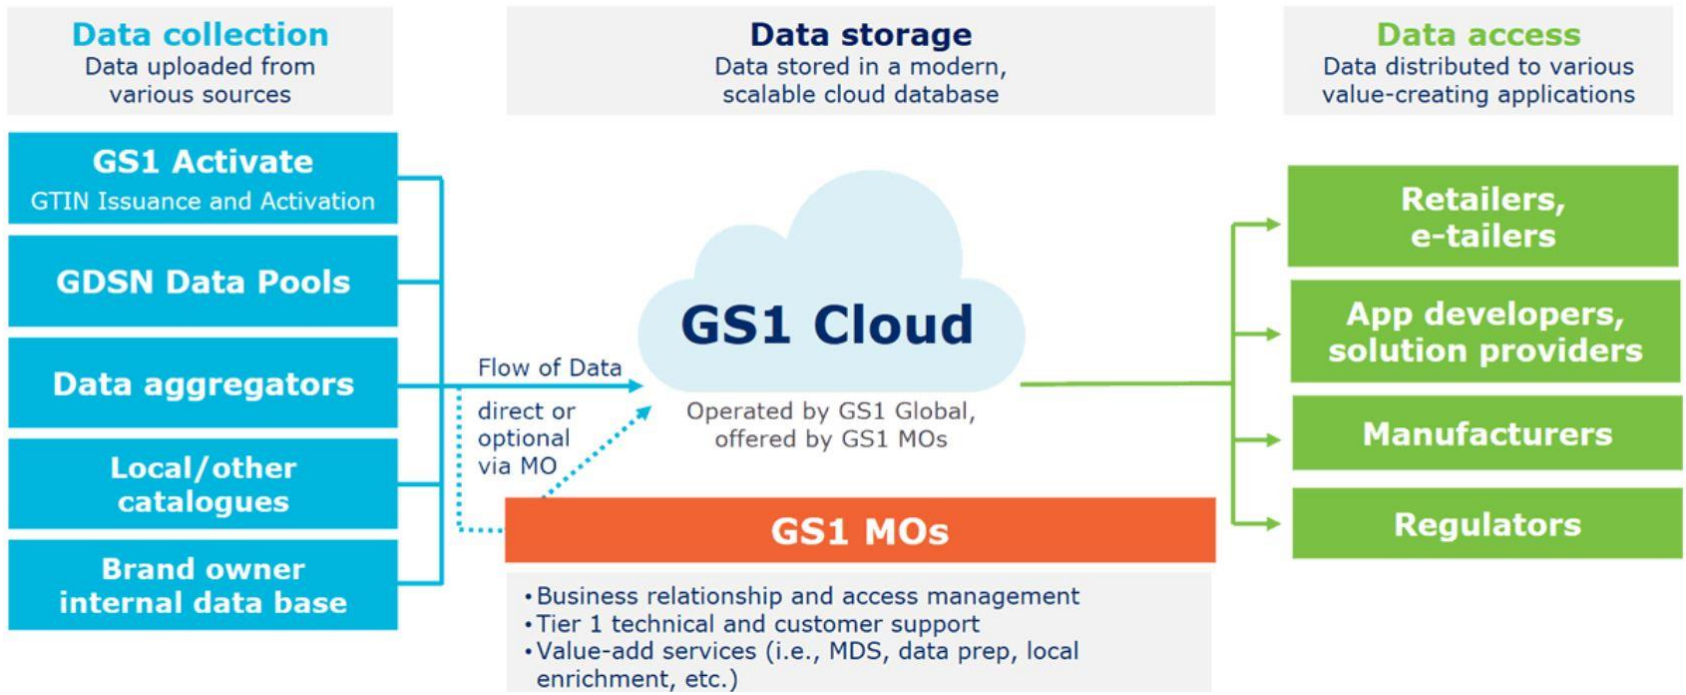 Data collection
Data uploaded from
various sources
Data storage
Data stored in a modern,
scalable cloud database
Data access
Data distributed to various
value-creating applications
GS1 Activate
GTIN Issuance and Activation
GDSN Data Pools
Data aggregators
Local/other
catalogues
Brand owner
internal data base
Flow of Data
direct or
optional
via MO
GS1 Cloud
Operated by GS1 Global,
offered by GS1 MOs
GS1 MOs
•Business relationship and access management
•Tier 1 technical and customer support
•Value-add services (i.e., MDS, data prep, local
enrichment, etc.)
Retailers,
e-tailers
App developers,
solution providers
Manufacturers
Regulators